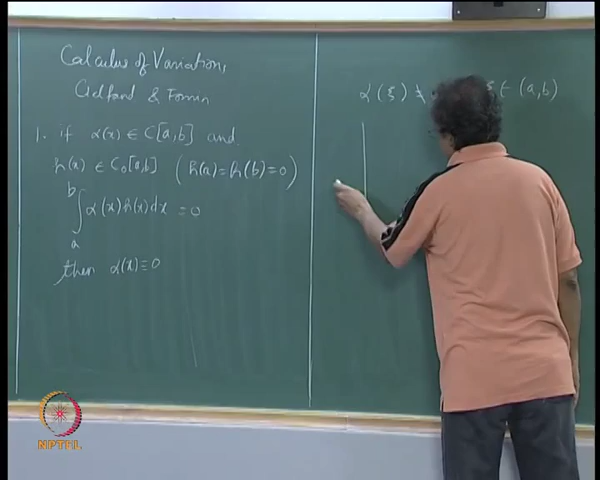 Calculus of Variations
Gelfand & Fomin
1. if α(x) ∈ C[a,b] and
h(x) ∈ C₀[a,b] (h(a)=h(b)=0)
b
∫α(x)h(x)dx = 0
a
then α(x)≡0
α(ξ) ≠ ξ ∈ (a,b)
NPTEL